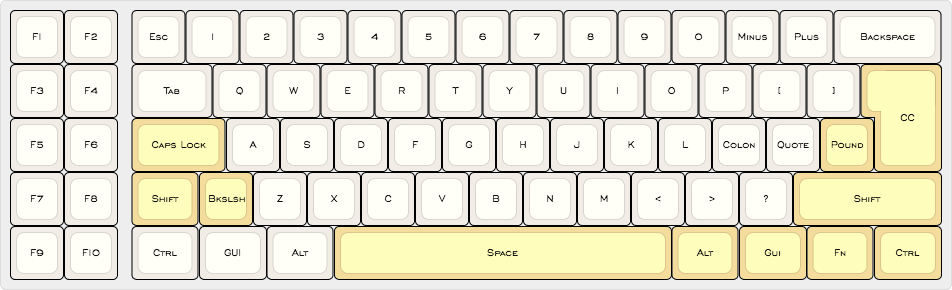 F1 F2 Esc 1 2 3 4 5 6 7 8 9 0 Minus Plus Backspace
F3 F4 Tab Q W E R T Y U I O P [ ] CC
F5 F6 Caps Lock A S D F G H J K L Colon Quote Pound
F7 F8 Shift Bkslsh Z X C V B N M < > ? Shift
F9 F10 Ctrl GUI Alt Space Alt Gui Fn Ctrl